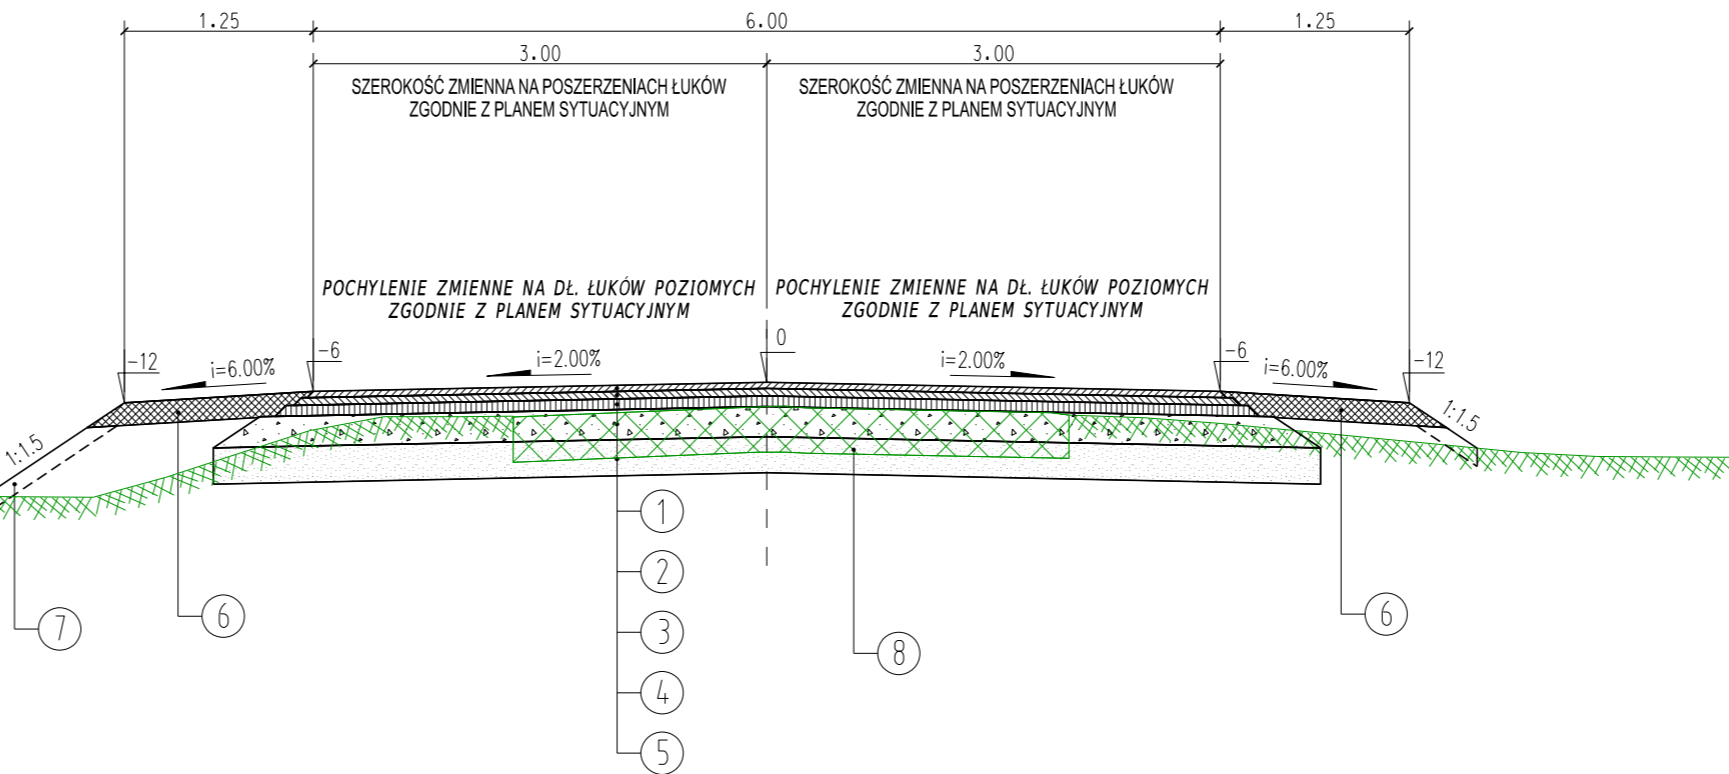 1.25 6.00 1.25
3.00 3.00
SZEROKOŚĆ ZMIENNA NA POSZERZENIACH ŁUKÓW
ZGODNIE Z PLANEM SYTUACYJNYM
SZEROKOŚĆ ZMIENNA NA POSZERZENIACH ŁUKÓW
ZGODNIE Z PLANEM SYTUACYJNYM
POCHYLENIE ZMIENNE NA DŁ. ŁUKÓW POZIOMYCH
ZGODNIE Z PLANEM SYTUACYJNYM
POCHYLENIE ZMIENNE NA DŁ. ŁUKÓW POZIOMYCH
ZGODNIE Z PLANEM SYTUACYJNYM
-12 i=6.00% -6 i=2.00% 0 i=2.00% -6 i=6.00% -12
1:1.5 1:1.5
1
2
3
4
5
6
7
8
6